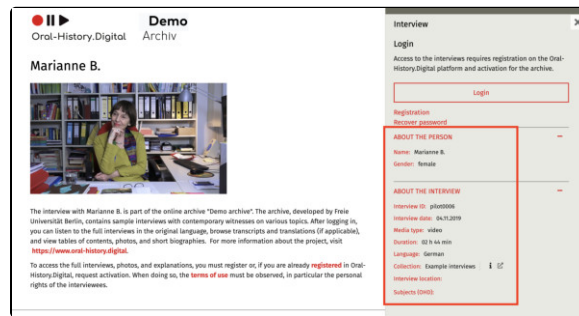 Oral-History.Digital
Demo
Archiv
Marianne B.
The interview with Marianne B. is part of the online archive "Demo archive". The archive, developed by Freie
Universität Berlin, contains sample interviews with contemporary witnesses on various topics. After logging in,
you can listen to the full interviews in the original language, browse transcripts and translations (if applicable),
and view tables of contents, photos, and short biographies. For more information about the project, visit
https://www.oral-history.digital.
To access the full interviews, photos, and explanations, you must register or, if you are already registered in Oral-
History.Digital, request activation. When doing so, the terms of use must be observed, in particular the personal
rights of the interviewees.
Interview
Login
Access to the interviews requires registration on the Oral-
History.Digital platform and activation for the archive.
Login
Registration
Recover password
ABOUT THE PERSON
Name: Marianne B.
Gender: female
ABOUT THE INTERVIEW
Interview ID: pilot0006
Interview date: 04.11.2019
Media type: video
Duration: 02 h 44 min
Language: German
Collection: Example interviews
Interview location:
Subjects (OHD):